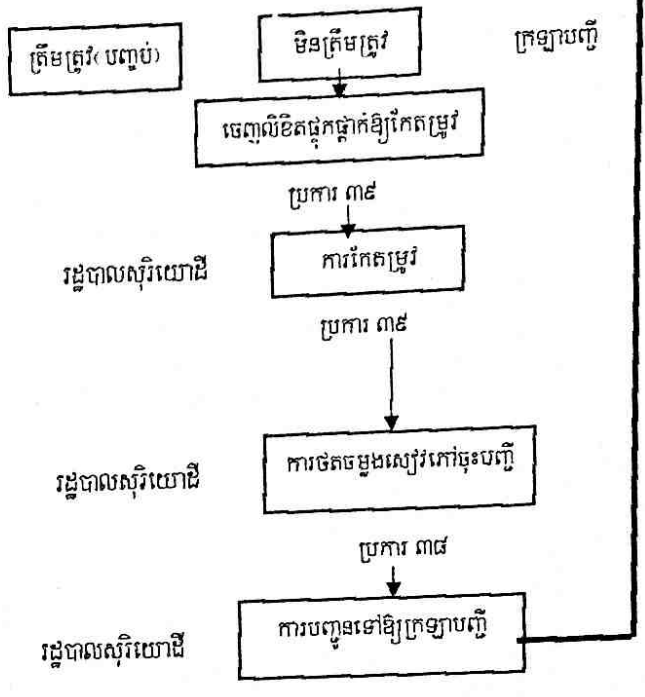 ត្រឹមត្រូវ(បញ្ចប់) មិនត្រឹមត្រូវ ក្រឡាបញ្ជី
ចេញលិខិតផ្ទុកផ្តាក់ឱ្យកែតម្រូវ
ប្រការ ៣៩
រដ្ឋបាលសុរិយោដី ការកែតម្រូវ
ប្រការ ៣៩
រដ្ឋបាលសុរិយោដី ការថតចម្លងសៀវភៅចុះបញ្ជី
ប្រការ ៣៨
រដ្ឋបាលសុរិយោដី ការបញ្ជូនទៅឱ្យក្រឡាបញ្ជី